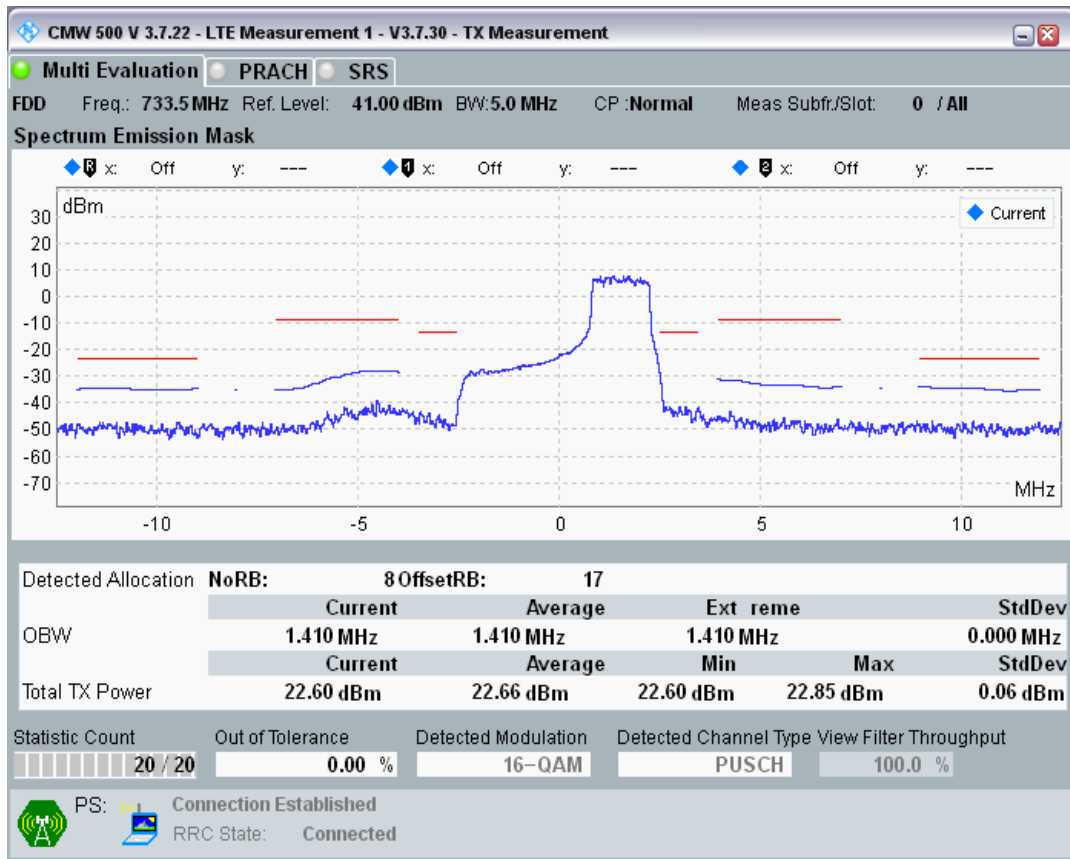 CMW 500 V 3.7.22 - LTE Measurement 1 - V3.7.30 - TX Measurement
Multi Evaluation PRACH SRS
FDD Freq.: 733.5 MHz Ref. Level: 41.00 dBm BW: 5.0 MHz CP : Normal Meas Subfr./Slot: 0 / All
Spectrum Emission Mask
R x: Off y: --- 1 x: Off y: --- 2 x: Off y: ---
dBm
Current
30
20
10
0
-10
-20
-30
-40
-50
-60
-70
MHz
-10 -5 0 5 10
Detected Allocation NoRB: 8 OffsetRB: 17
Current Average Ext reme StdDev
OBW 1.410 MHz 1.410 MHz 1.410 MHz 0.000 MHz
Current Average Min Max StdDev
Total TX Power 22.60 dBm 22.66 dBm 22.60 dBm 22.85 dBm 0.06 dBm
Statistic Count Out of Tolerance Detected Modulation Detected Channel Type View Filter Throughput
20 / 20 0.00 % 16-QAM PUSCH 100.0 %
PS: Connection Established
RRC State: Connected